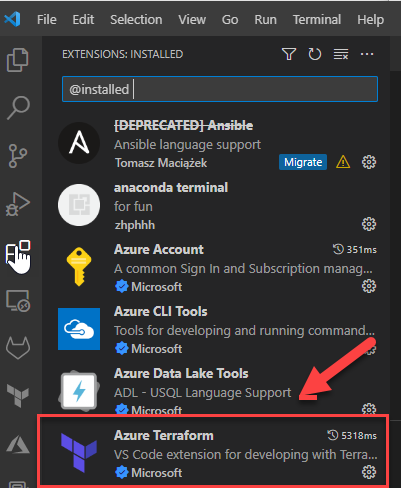 File Edit Selection View Go Run Terminal Help
EXTENSIONS: INSTALLED
@installed
[DEPRECATED] Ansible
Ansible language support
Tomasz Maciążek Migrate
anaconda terminal
for fun
zhphhh
Azure Account 351ms
A common Sign In and Subscription manag...
Microsoft
Azure CLI Tools
Tools for developing and running command...
Microsoft
Azure Data Lake Tools
ADL - USQL Language Support
Microsoft
Azure Terraform 5318ms
VS Code extension for developing with Terra...
Microsoft